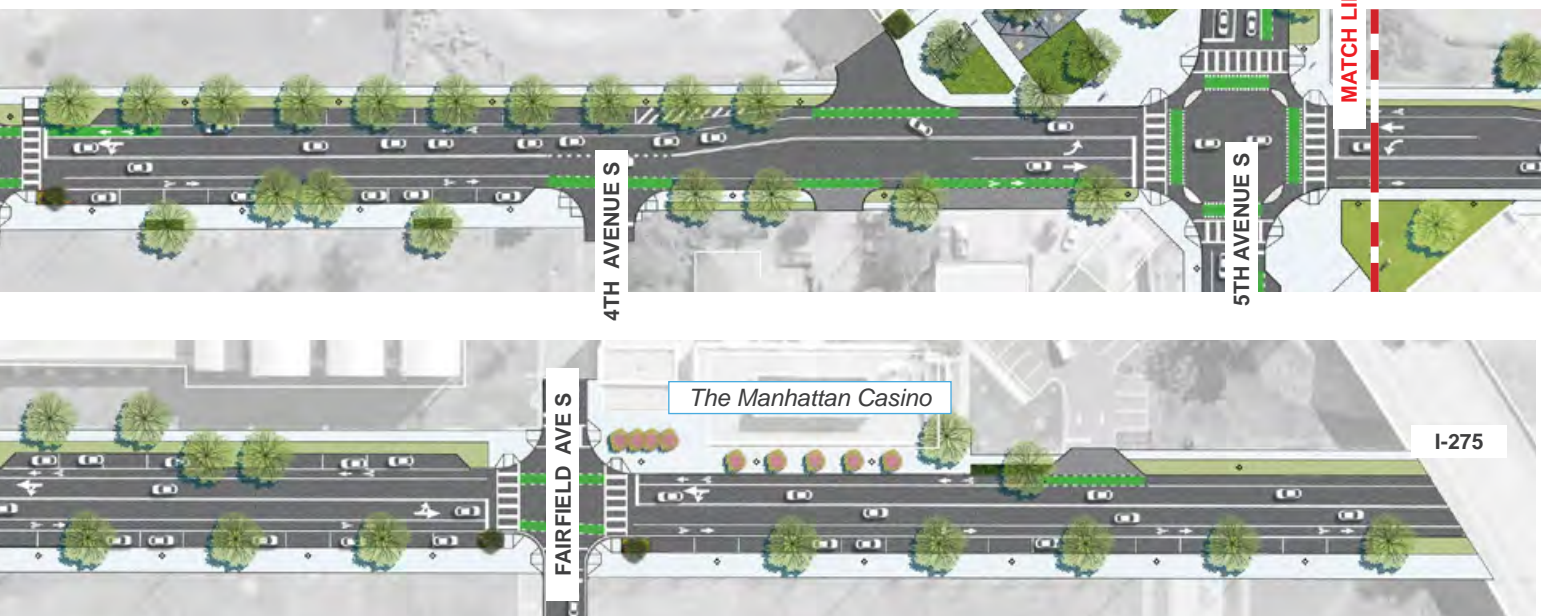 MATCH LI
4TH AVENUE S
5TH AVENUE S
The Manhattan Casino
FAIRFIELD AVE S
I-275